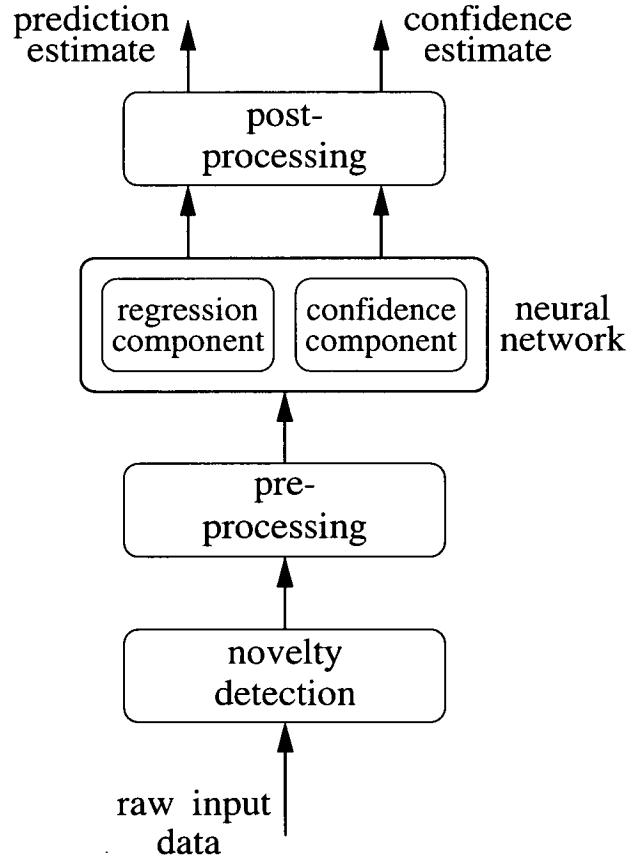 prediction
estimate
confidence
estimate
post-
processing
regression
component
confidence
component
neural
network
pre-
processing
novelty
detection
raw input
data